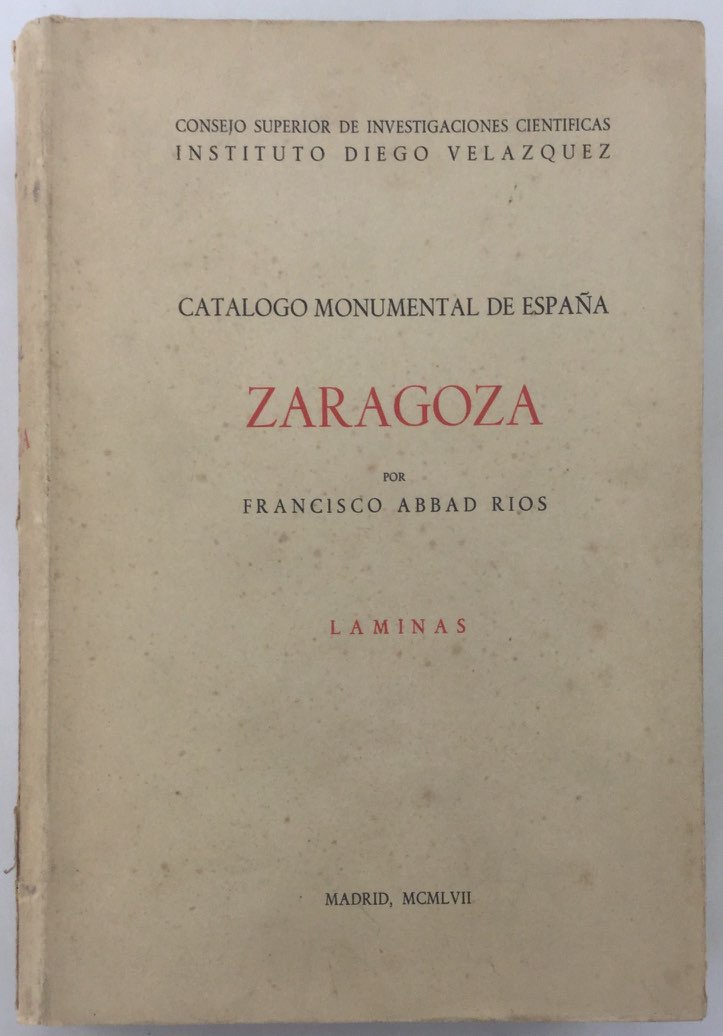 CONSEJO SUPERIOR DE INVESTIGACIONES CIENTIFICAS
INSTITUTO DIEGO VELAZQUEZ
CATALOGO MONUMENTAL DE ESPAÑA
ZARAGOZA
POR
FRANCISCO ABBAD RIOS
LAMINAS
MADRID, MCMLVII